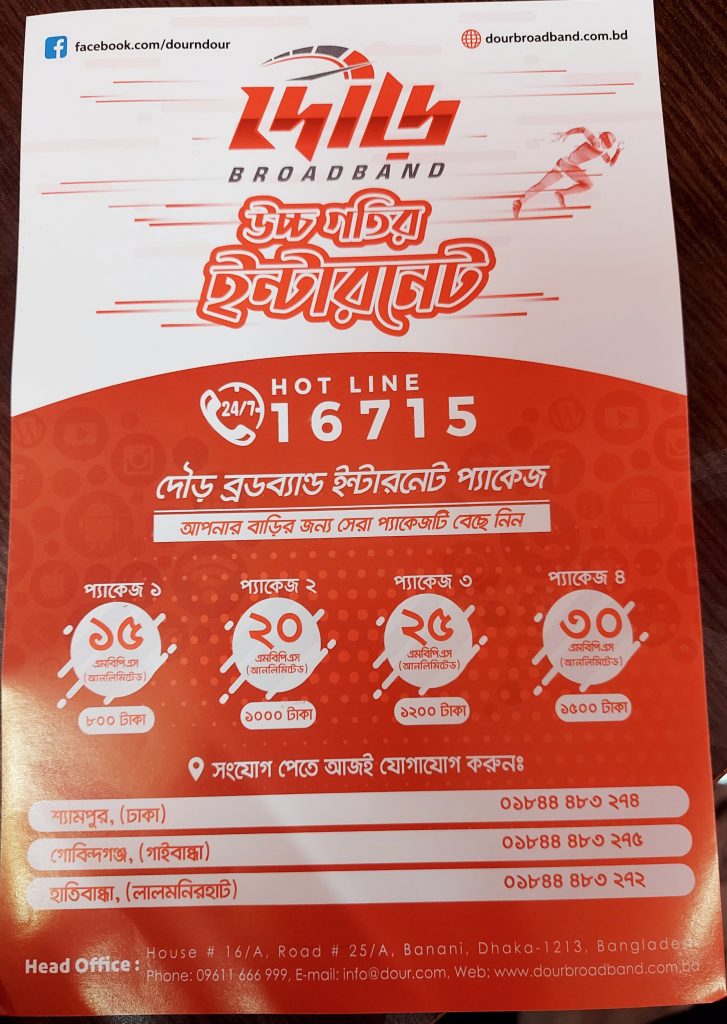 facebook.com/dourndour
dourbroadband.com.bd
দৌড়
BROADBAND
উচ্চ গতির
ইন্টারনেট
24/7
HOT LINE
16715
দৌড় ব্রডব্যান্ড ইন্টারনেট প্যাকেজ
আপনার বাড়ির জন্য সেরা প্যাকেজটি বেছে নিন
প্যাকেজ ১
১৫
এমবিপিএস
(আনলিমিটেড)
৮০০ টাকা
প্যাকেজ ২
২০
এমবিপিএস
(আনলিমিটেড)
১০০০ টাকা
প্যাকেজ ৩
২৫
এমবিপিএস
(আনলিমিটেড)
১২০০ টাকা
প্যাকেজ ৪
৩০
এমবিপিএস
(আনলিমিটেড)
১৫০০ টাকা
সংযোগ পেতে আজই যোগাযোগ করুনঃ
শ্যামপুর, (ঢাকা) ০১৮৪৪ ৪৮৩ ২৭৪
গোবিন্দগঞ্জ, (গাইবান্ধা) ০১৮৪৪ ৪৮৩ ২৭৫
হাতিবান্ধা, (লালমনিরহাট) ০১৮৪৪ ৪৮৩ ২৭২
Head Office :
House # 16/A, Road # 25/A, Banani, Dhaka-1213, Bangladesh
Phone: 09611 666 999, E-mail: info@dour.com, Web: www.dourbroadband.com.bd